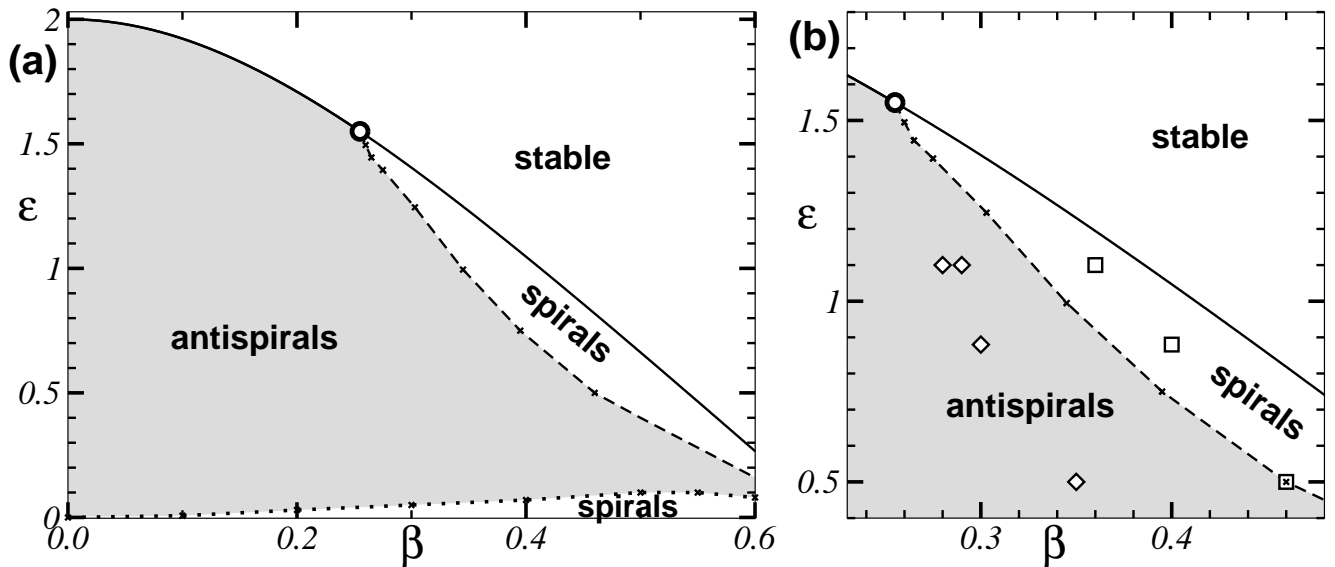 (a)
2
1.5
ε
1
0.5
0
stable
spirals
antispirals
spirals
0.0
0.2
β
0.4
0.6
(b)
1.5
ε
1
0.5
stable
spirals
antispirals
0.3
β
0.4